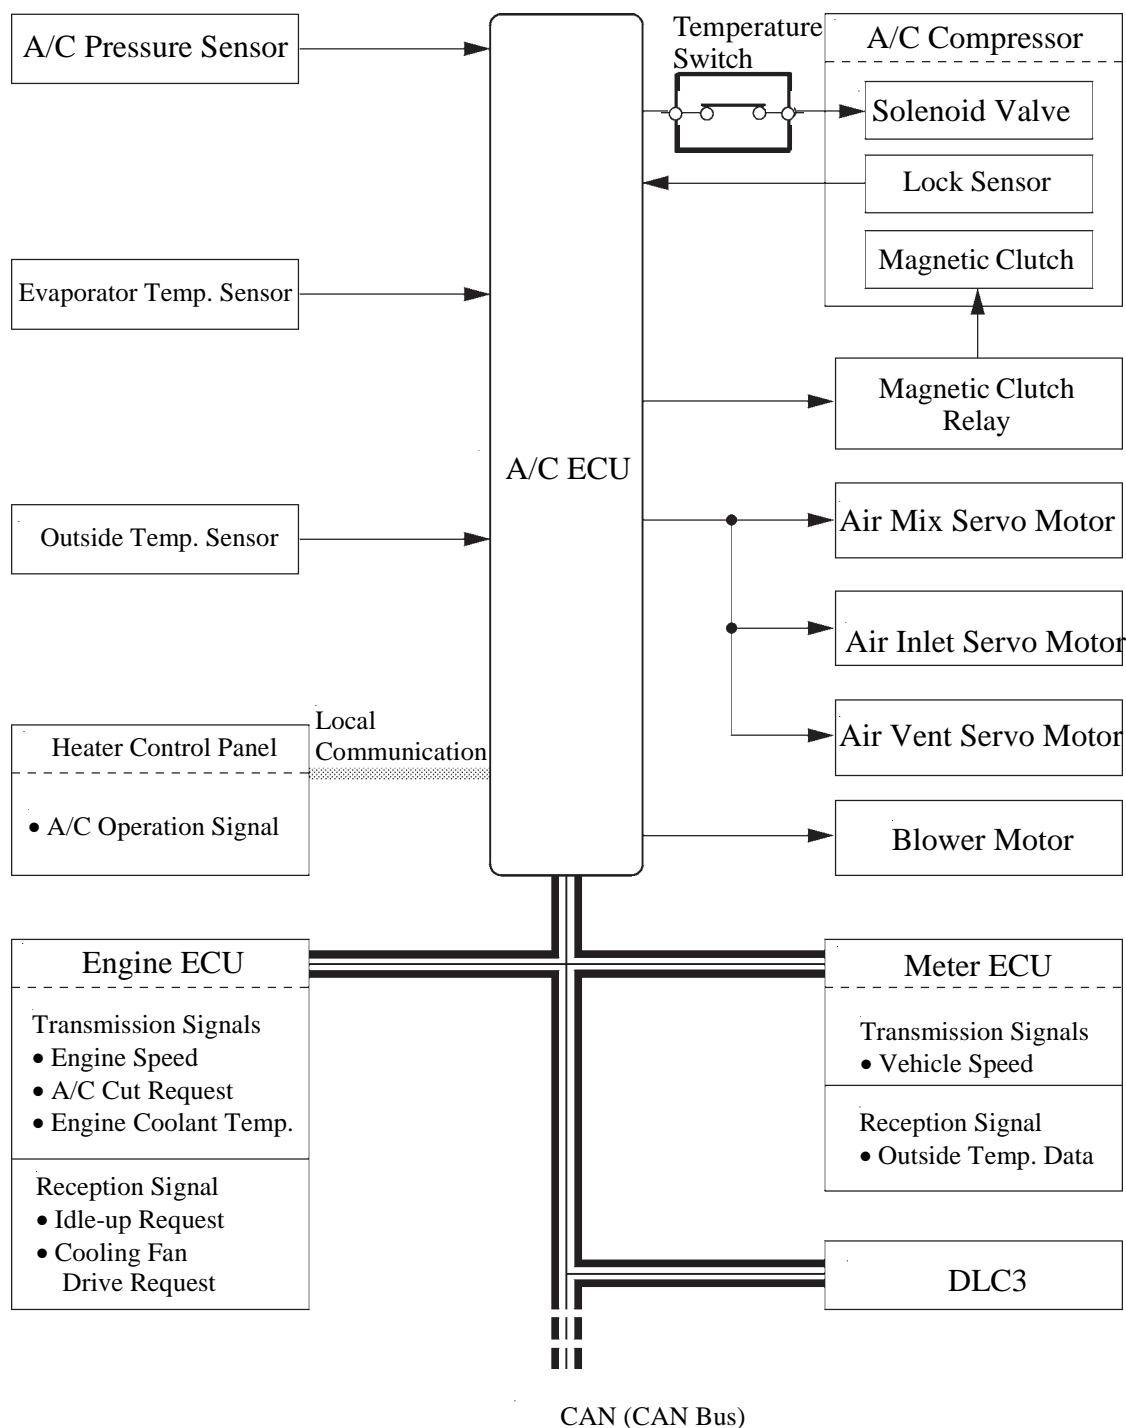 A/C Pressure Sensor
Evaporator Temp. Sensor
Outside Temp. Sensor
Local
Communication
Heater Control Panel
• A/C Operation Signal
A/C ECU
Temperature
Switch
A/C Compressor
Solenoid Valve
Lock Sensor
Magnetic Clutch
Magnetic Clutch
Relay
Air Mix Servo Motor
Air Inlet Servo Motor
Air Vent Servo Motor
Blower Motor
Engine ECU
Transmission Signals
• Engine Speed
• A/C Cut Request
• Engine Coolant Temp.
Reception Signal
• Idle-up Request
• Cooling Fan
Drive Request
Meter ECU
Transmission Signals
• Vehicle Speed
Reception Signal
• Outside Temp. Data
DLC3
CAN (CAN Bus)